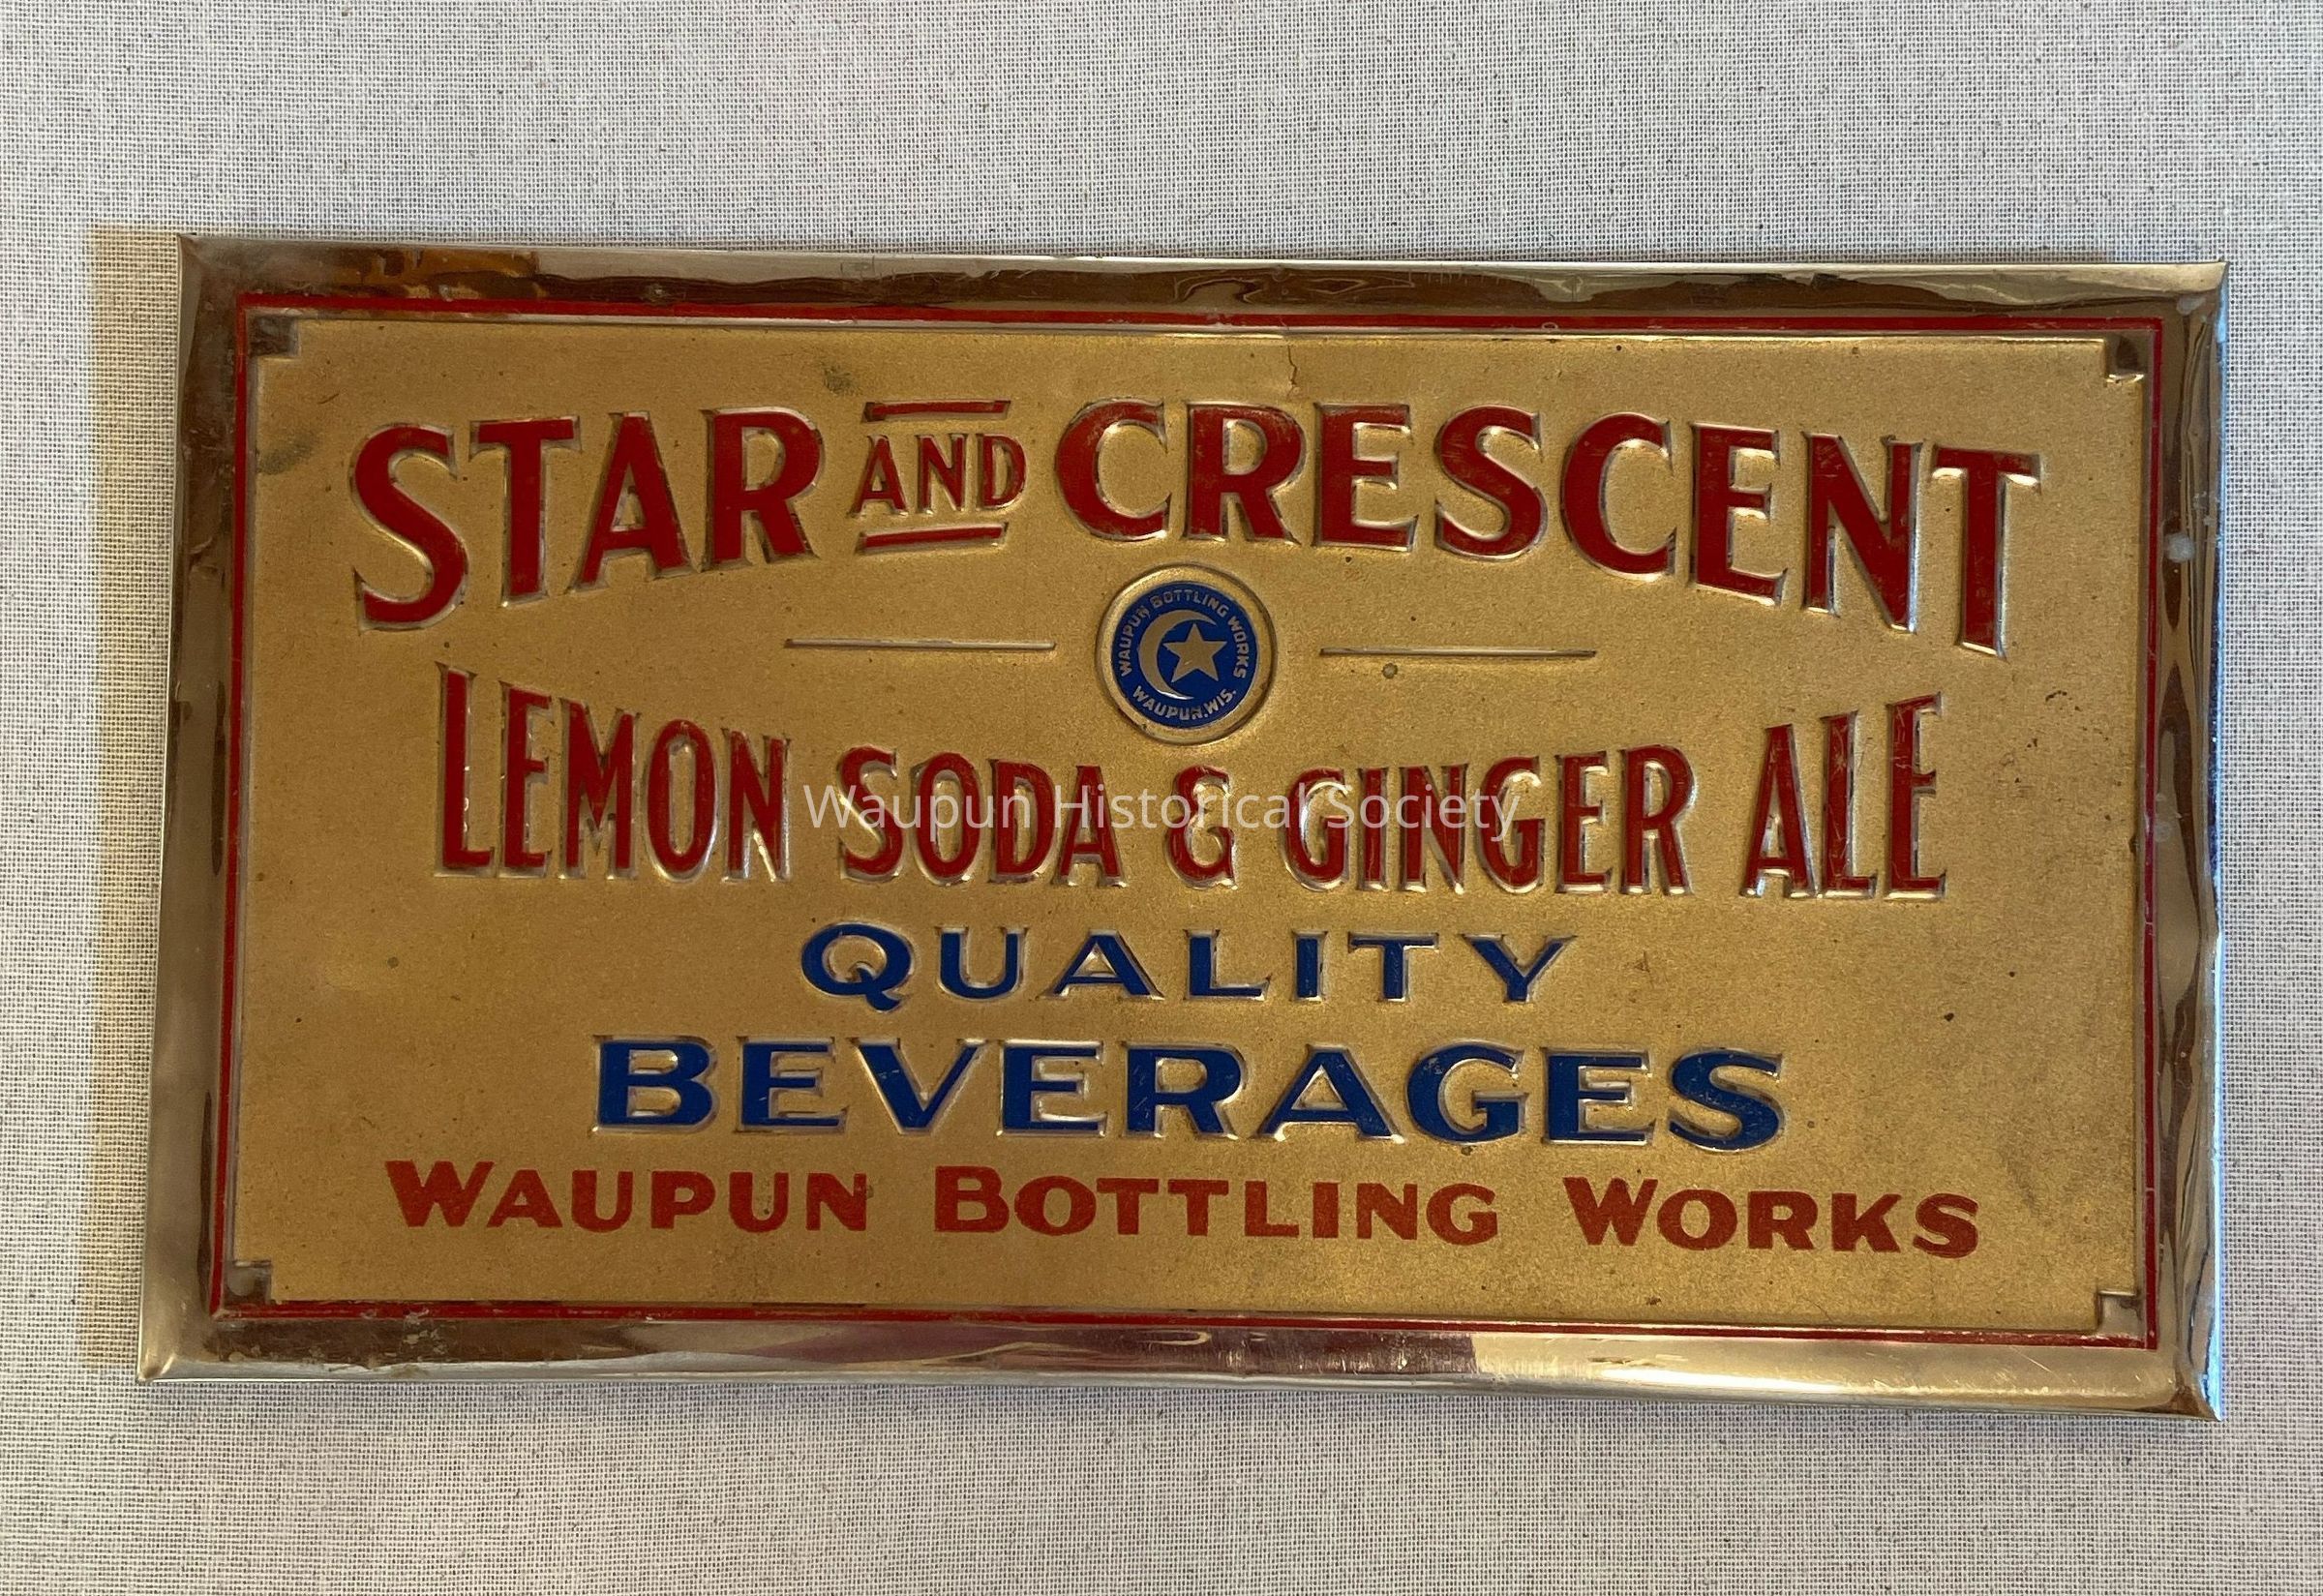 STAR AND CRESCENT
WAUPUN BOTTLING WORKS
WAUPUN.WIS.
LEMON SODA & GINGER ALE
Waupun Historical Society
QUALITY
BEVERAGES
WAUPUN BOTTLING WORKS